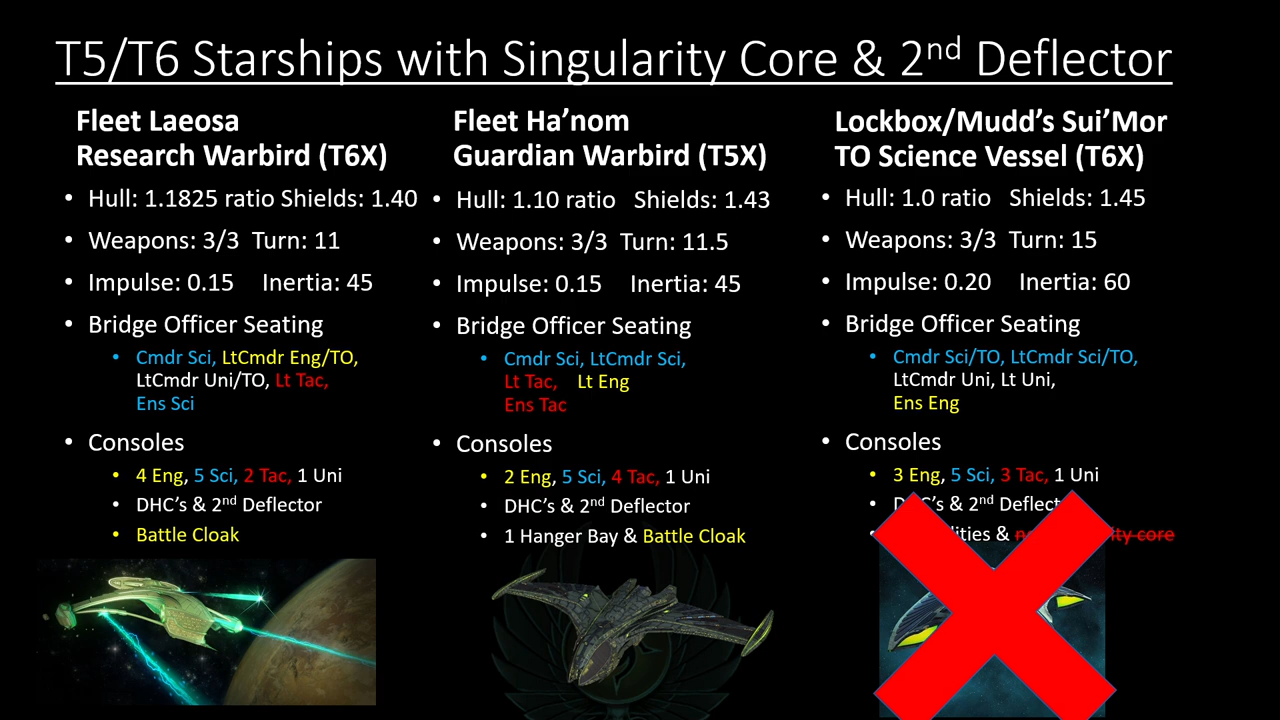 T5/T6 Starships with Singularity Core & 2nd Deflector
Fleet Laeosa
Research Warbird (T6X)
• Hull: 1.1825 ratio Shields: 1.40
• Weapons: 3/3 Turn: 11
• Impulse: 0.15 Inertia: 45
• Bridge Officer Seating
• Cmdr Sci, LtCmdr Eng/TO,
LtCmdr Uni/TO, Lt Tac,
Ens Sci
• Consoles
• 4 Eng, 5 Sci, 2 Tac, 1 Uni
• DHC's & 2nd Deflector
• Battle Cloak
Fleet Ha'nom
Guardian Warbird (T5X)
• Hull: 1.10 ratio Shields: 1.43
• Weapons: 3/3 Turn: 11.5
• Impulse: 0.15 Inertia: 45
• Bridge Officer Seating
• Cmdr Sci, LtCmdr Sci,
Lt Tac, Lt Eng
Ens Tac
• Consoles
• 2 Eng, 5 Sci, 4 Tac, 1 Uni
• DHC's & 2nd Deflector
• 1 Hanger Bay & Battle Cloak
Lockbox/Mudd's Sui'Mor
TO Science Vessel (T6X)
• Hull: 1.0 ratio Shields: 1.45
• Weapons: 3/3 Turn: 15
• Impulse: 0.20 Inertia: 60
• Bridge Officer Seating
• Cmdr Sci/TO, LtCmdr Sci/TO,
LtCmdr Uni, Lt Uni,
Ens Eng
• Consoles
• 3 Eng, 5 Sci, 3 Tac, 1 Uni
• & 2nd
• & core